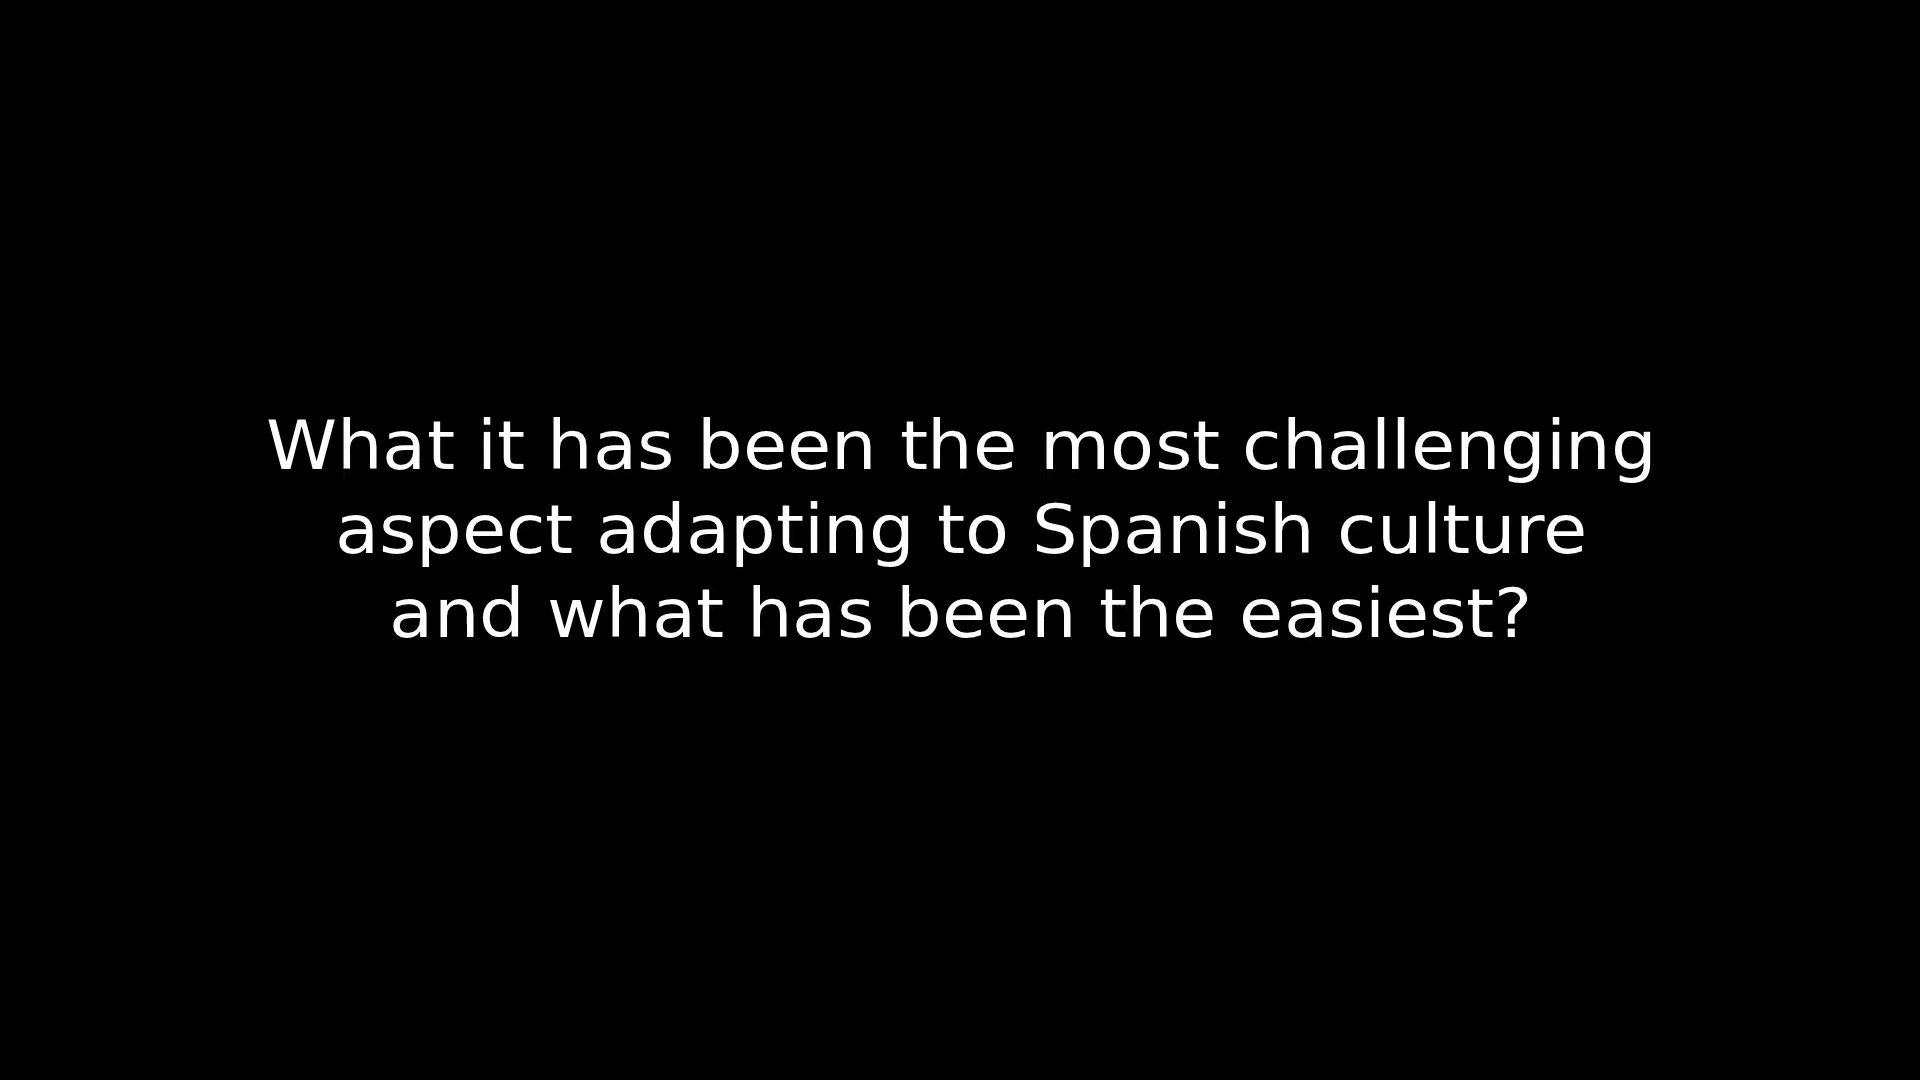 What it has been the most challenging
aspect adapting to Spanish culture
and what has been the easiest?